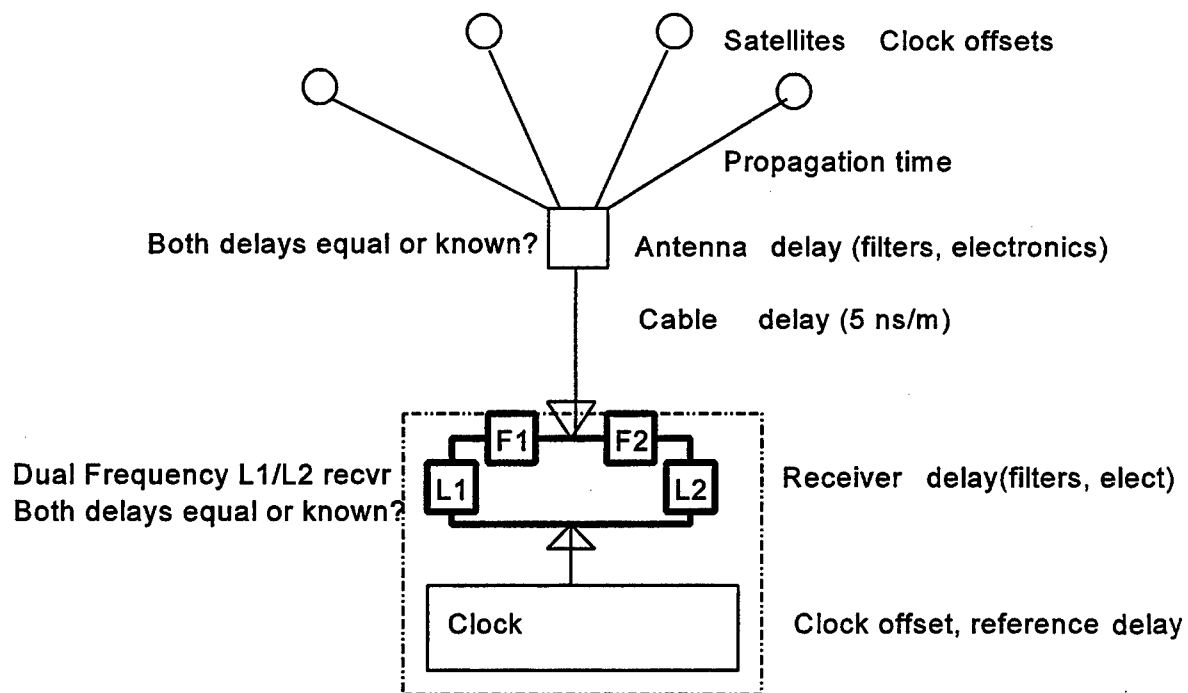 Satellites Clock offsets
Propagation time
Both delays equal or known?
Antenna delay (filters, electronics)
Cable delay (5 ns/m)
F1
F2
Dual Frequency L1/L2 recvr
Both delays equal or known?
L1
L2
Receiver delay(filters, elect)
Clock
Clock offset, reference delay